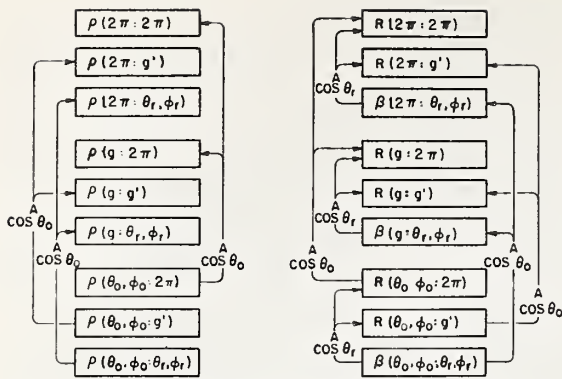 ρ (2π : 2π)
ρ (2π : g')
ρ (2π : θr, φr)
ρ (g : 2π)
ρ (g : g')
ρ (g : θr, φr)
ρ (θo, φo : 2π)
ρ (θo, φo : g')
ρ (θo, φo : θr, φr)
A
COS θo
A
COS θo
A
COS θo
R (2π : 2π)
R (2π : g')
β (2π : θr, φr)
R (g : 2π)
R (g : g')
β (g : θr, φr)
R (θo φo : 2π)
R (θo, φo : g')
β (θo, φo : θr, φr)
A
COS θr
A
COS θr
A
COS θo
A
COS θr
A
COS θo
A
COS θo